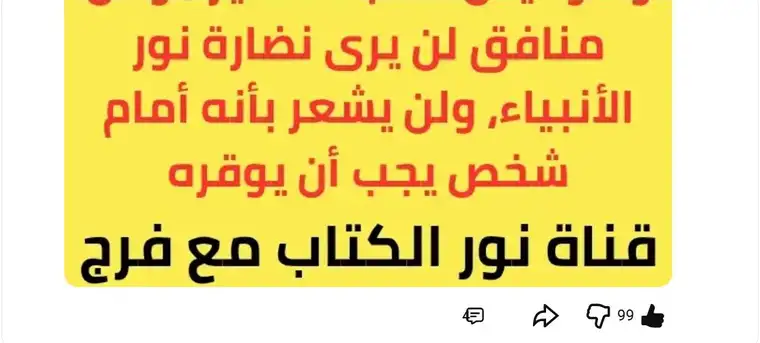 منافق لن يرى نضارة نور
الأنبياء، ولن يشعر بأنه أمام
شخص يجب أن يوقره
قناة نور الكتاب مع فرج
4 99